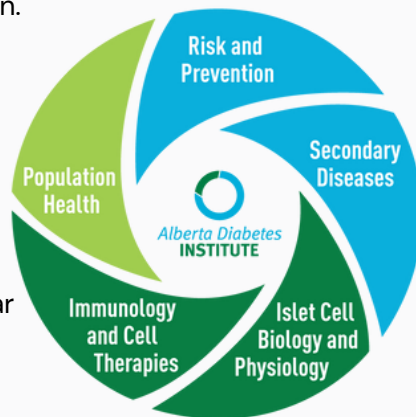 n.
Risk and
Prevention
Secondary
Diseases
Population
Health
Alberta Diabetes
INSTITUTE
ar
Immunology
and Cell
Therapies
Islet Cell
Biology and
Physiology